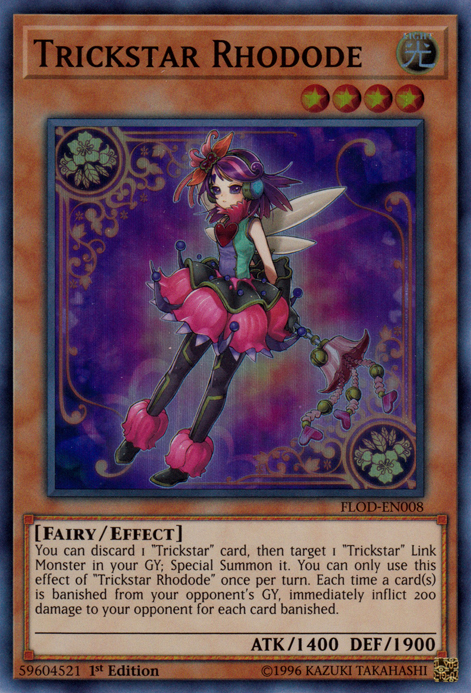 Trickstar Rhodode
LIGHT
光
FLOD-EN008
[Fairy/Effect]
You can discard 1 "Trickstar" card, then target 1 "Trickstar" Link
Monster in your GY; Special Summon it. You can only use this
effect of "Trickstar Rhodode" once per turn. Each time a card(s)
is banished from your opponent's GY, immediately inflict 200
damage to your opponent for each card banished.
ATK/1400 DEF/1900
59604521 1st Edition ©1996 KAZUKI TAKAHASHI